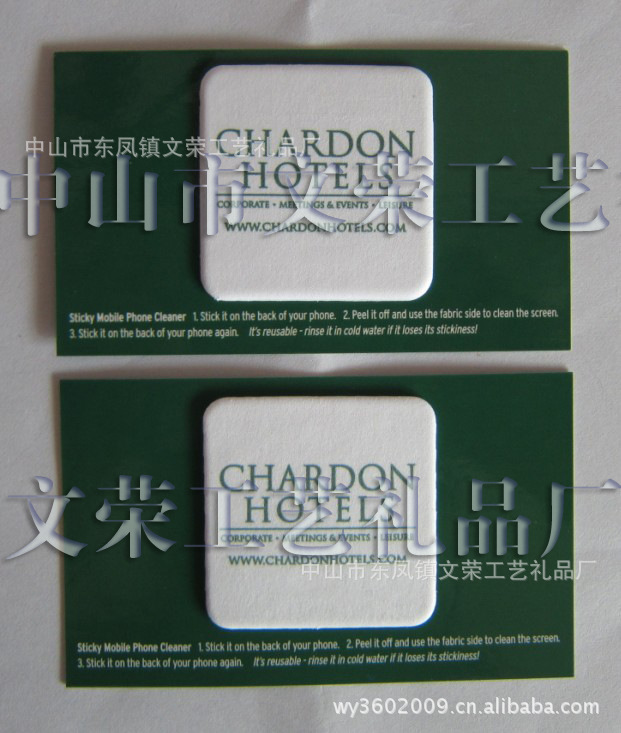 中山市东凤镇文荣工艺礼品厂
CHARDON
中山市文荣工艺
HOTELS
CORPORATE • MEETINGS & EVENTS • LEISURE
WWW.CHARDONHOTELS.COM
Sticky Mobile Phone Cleaner 1. Stick it on the back of your phone. 2. Peel it off and use the fabric side to clean the screen.
3. Stick it on the back of your phone again. It's reusable - rinse it in cold water if it loses its stickiness!
CHARDON
HOTELS
文荣工艺礼品厂
CORPORATE • MEETINGS & EVENTS • LEISURE
WWW.CHARDONHOTELS.COM
中山市东凤镇文荣工艺礼品厂
Sticky Mobile Phone Cleaner 1. Stick it on the back of your phone. 2. Peel it off and use the fabric side to clean the screen.
3. Stick it on the back of your phone again. It's reusable - rinse it in cold water if it loses its stickiness!
wy3602009.cn.alibaba.com